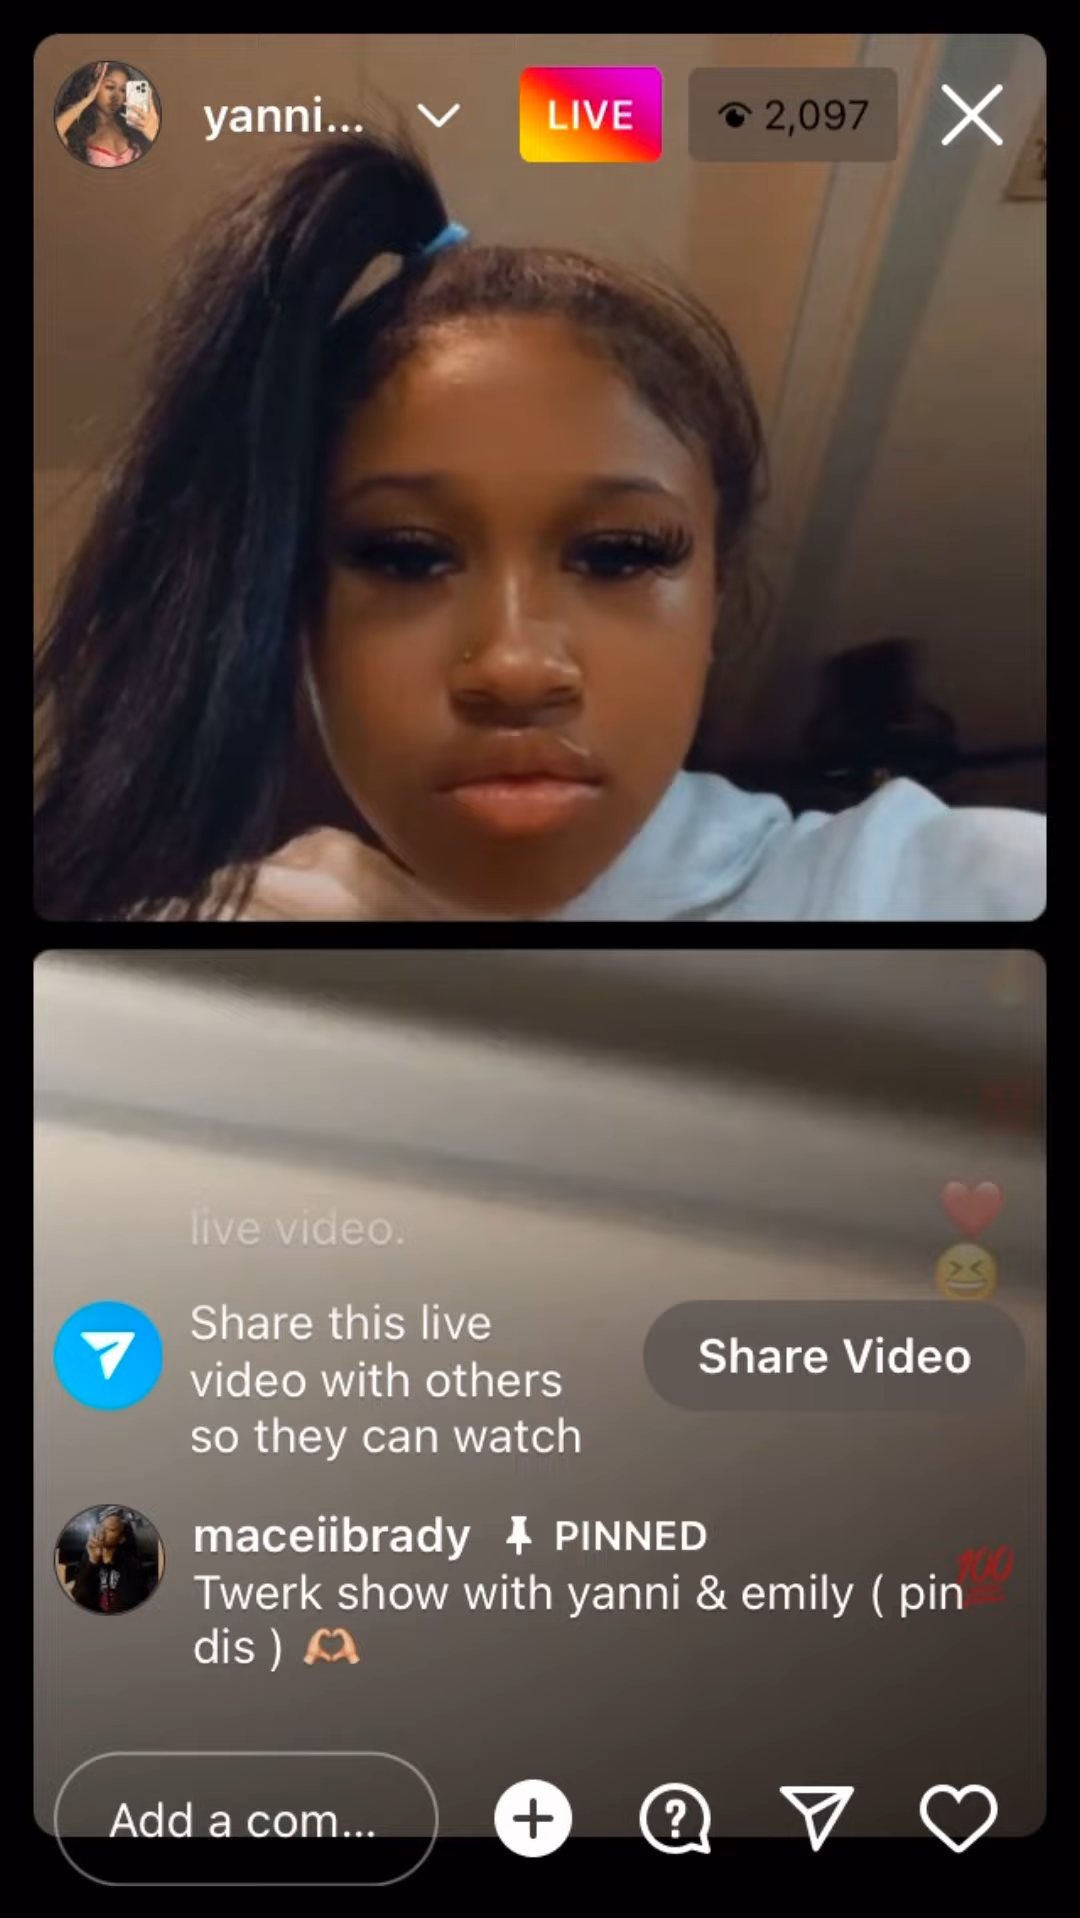 yanni...
LIVE
2,097
live video.
Share this live
video with others
so they can watch
Share Video
maceiibrady PINNED
Twerk show with yanni & emily ( pin
dis ) 🫶🏼
100
Add a com...